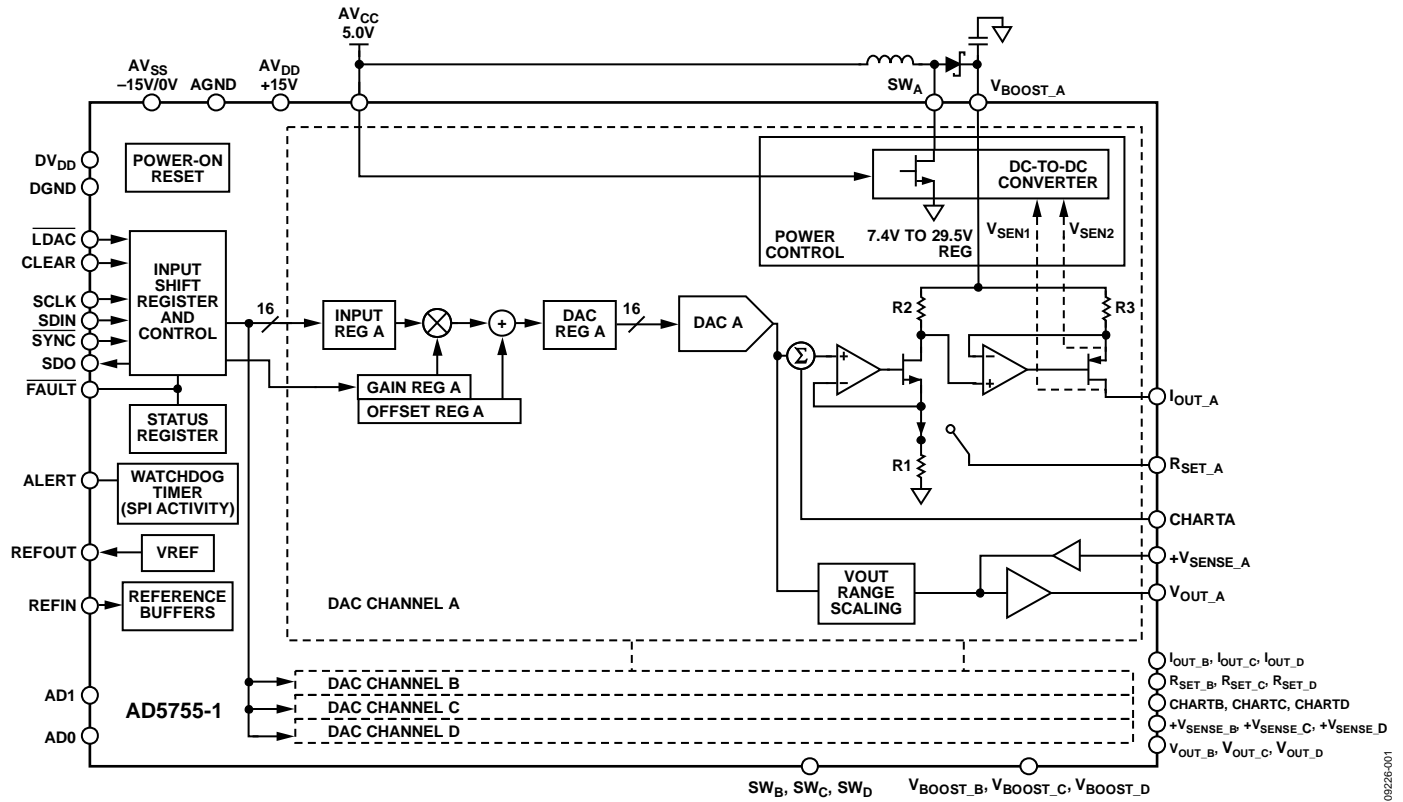 AVCC
5.0V
AVSS
–15V/0V
AGND
AVDD
+15V
SWA
VBOOST_A
DVDD
DGND
POWER-ON
RESET
DC-TO-DC
CONVERTER
LDAC
CLEAR
SCLK
SDIN
SYNC
SDO
FAULT
INPUT
SHIFT
REGISTER
AND
CONTROL
POWER
CONTROL
7.4V TO 29.5V
REG
VSEN1
VSEN2
16
INPUT
REG A
+
DAC
REG A
16
DAC A
Σ
+
–
R2
–
+
R3
GAIN REG A
OFFSET REG A
STATUS
REGISTER
IOUT_A
R1
RSET_A
ALERT
WATCHDOG
TIMER
(SPI ACTIVITY)
CHARTA
REFOUT
VREF
+VSENSE_A
REFIN
REFERENCE
BUFFERS
DAC CHANNEL A
VOUT
RANGE
SCALING
VOUT_A
AD1
AD0
AD5755-1
DAC CHANNEL B
DAC CHANNEL C
DAC CHANNEL D
IOUT_B, IOUT_C, IOUT_D
RSET_B, RSET_C, RSET_D
CHARTB, CHARTC, CHARTD
+VSENSE_B, +VSENSE_C, +VSENSE_D
VOUT_B, VOUT_C, VOUT_D
SWB, SWC, SWD
VBOOST_B, VBOOST_C, VBOOST_D
09226-001